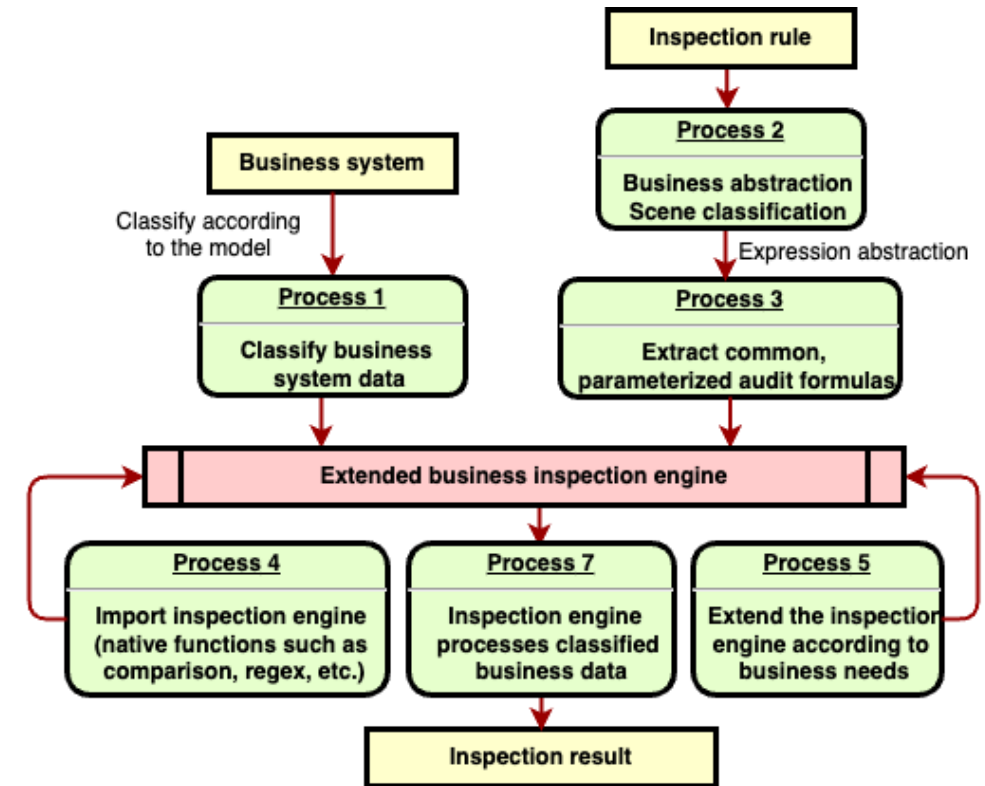 Inspection rule
Process 2
Business abstraction
Scene classification
Business system
Classify according
to the model
Expression abstraction
Process 1
Classify business
system data
Process 3
Extract common,
parameterized audit formulas
Extended business inspection engine
Process 4
Import inspection engine
(native functions such as
comparison, regex, etc.)
Process 7
Inspection engine
processes classified
business data
Process 5
Extend the inspection
engine according to
business needs
Inspection result